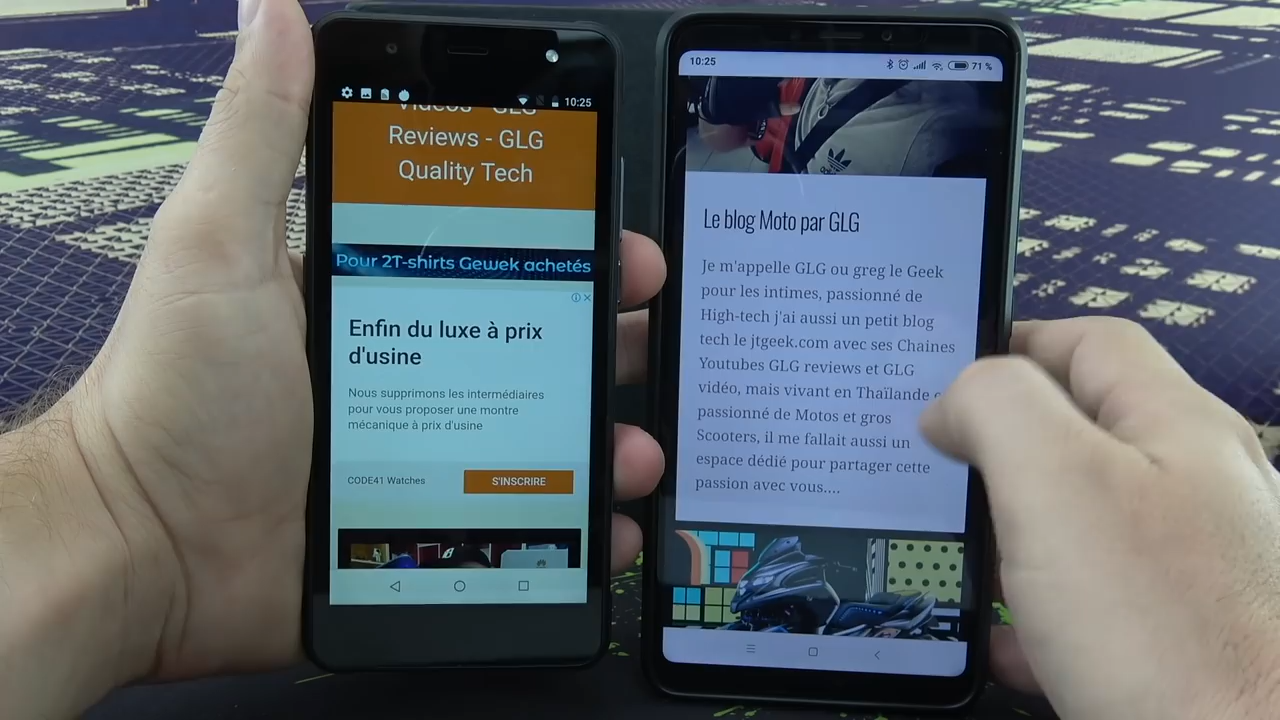 10:25
Videos - GLG
Reviews - GLG
Quality Tech
Pour 2T-shirts Gewek achetés
Enfin du luxe à prix
d'usine
Nous supprimons les intermédiaires
pour vous proposer une montre
mécanique à prix d'usine
CODE41 Watches
S'INSCRIRE
10:25
71 %
Le blog Moto par GLG
Je m'appelle GLG ou greg le Geek
pour les intimes, passionné de
High-tech j'ai aussi un petit blog
tech le jtgeek.com avec ses Chaines
Youtubes GLG reviews et GLG
vidéo, mais vivant en Thaïlande
passionné de Motos et gros
Scooters, il me fallait aussi un
espace dédié pour partager cette
passion avec vous....